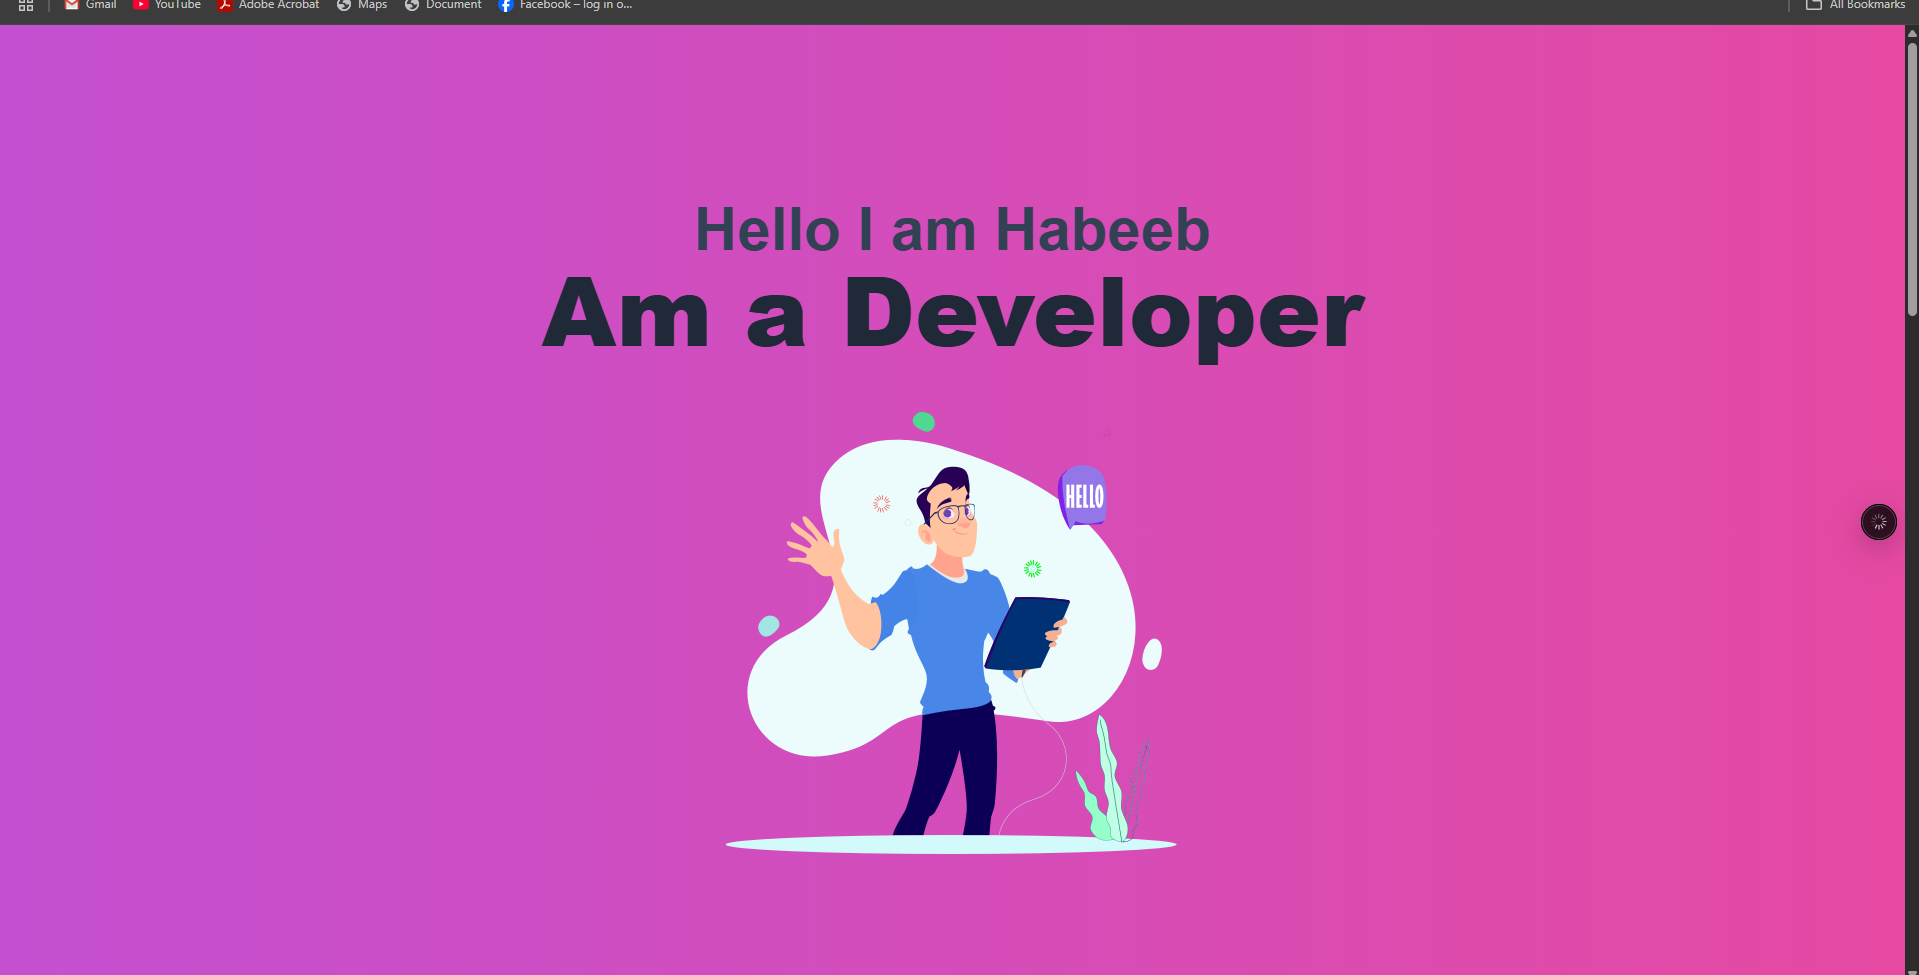 Gmail YouTube Adobe Acrobat Maps Document Facebook – log in o... All Bookmarks
Hello I am Habeeb
Am a Developer
HELLO